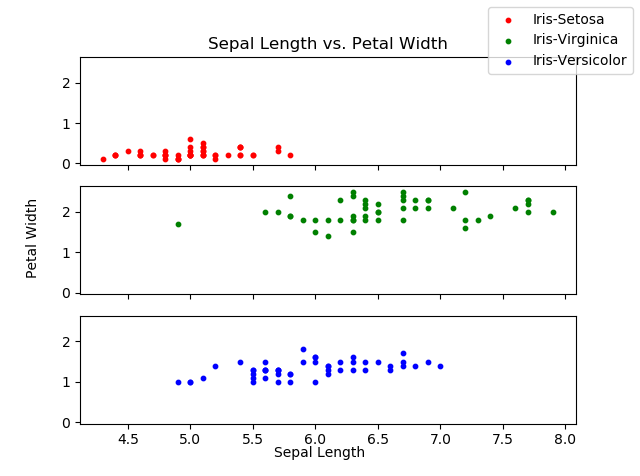 Sepal Length vs. Petal Width
Iris-Setosa
Iris-Virginica
Iris-Versicolor
2
1
0
2
1
0
2
1
0
Petal Width
4.5 5.0 5.5 6.0 6.5 7.0 7.5 8.0
Sepal Length